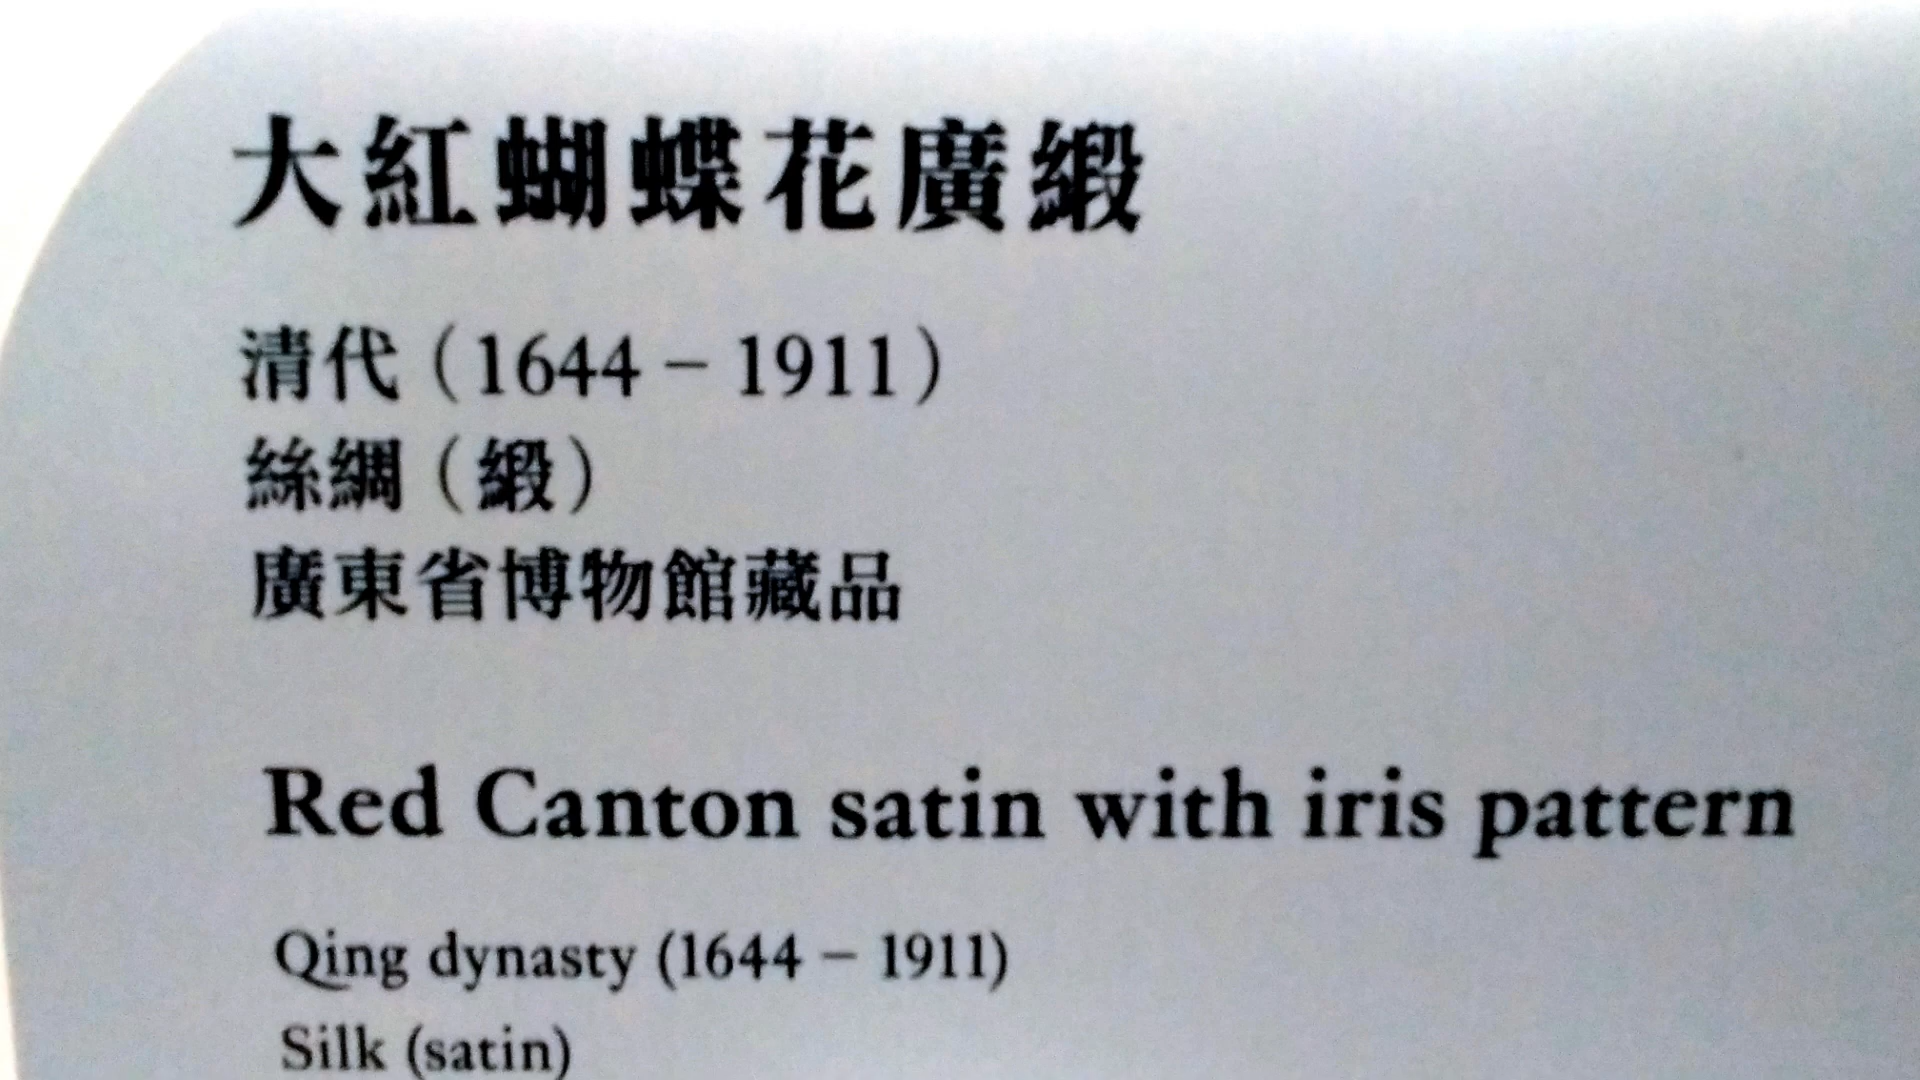 大紅蝴蝶花廣緞
清代（1644 – 1911）
絲綢（緞）
廣東省博物館藏品
Red Canton satin with iris pattern
Qing dynasty (1644 – 1911)
Silk (satin)